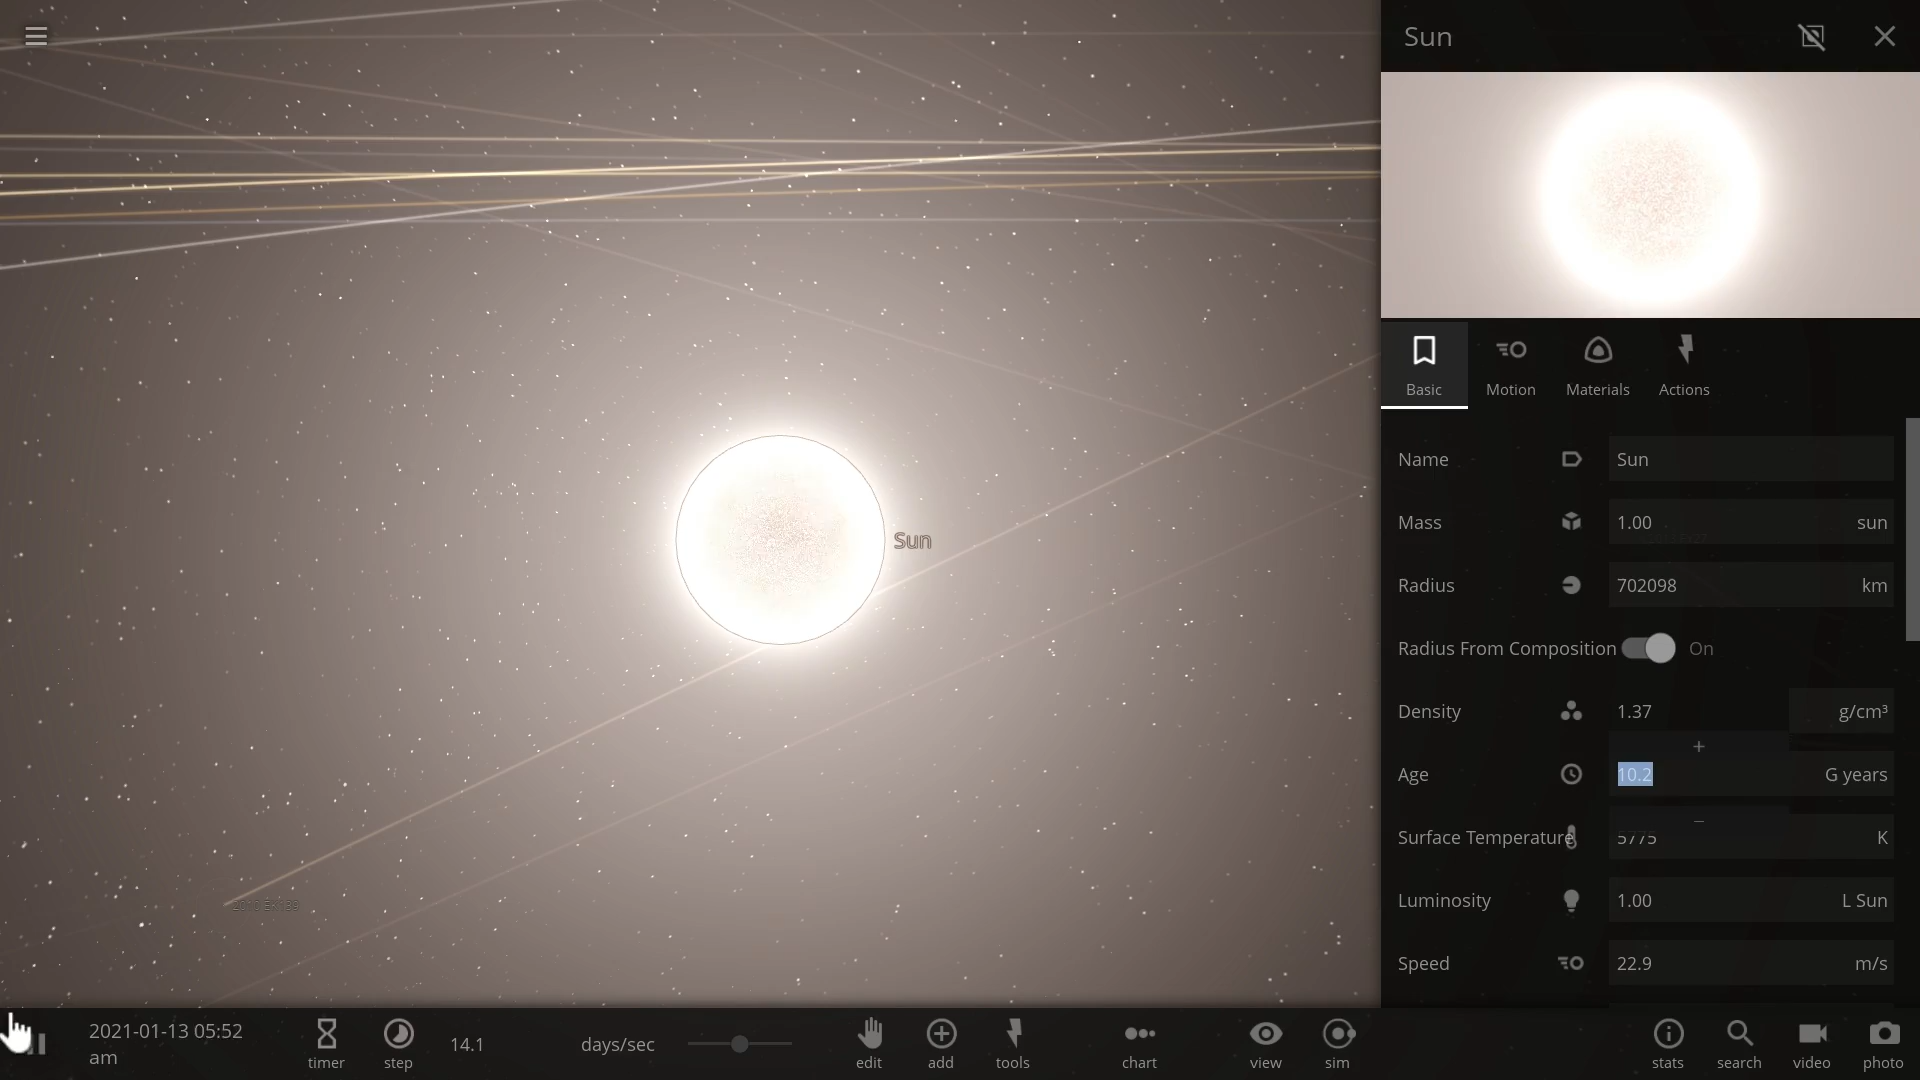 Sun
Basic
Motion
Materials
Actions
Name
Sun
Mass
1.00
sun
Radius
702098
km
Radius From Composition
On
Density
1.37
g/cm³
+
Age
10.2
G years
–
Surface Temperature
5775
K
Luminosity
1.00
L Sun
Speed
22.9
m/s
Sun
2021-01-13 05:52
am
timer
step
14.1
days/sec
edit
add
tools
chart
view
sim
stats
search
video
photo